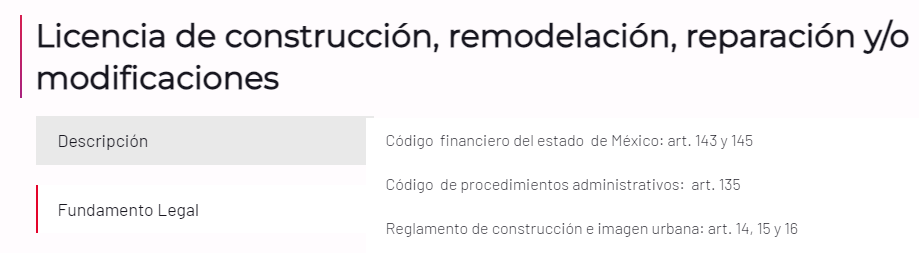 Licencia de construcción, remodelación, reparación y/o
modificaciones
Descripción
Fundamento Legal
Código financiero del estado de México: art. 143 y 145
Código de procedimientos administrativos: art. 135
Reglamento de construcción e imagen urbana: art. 14, 15 y 16